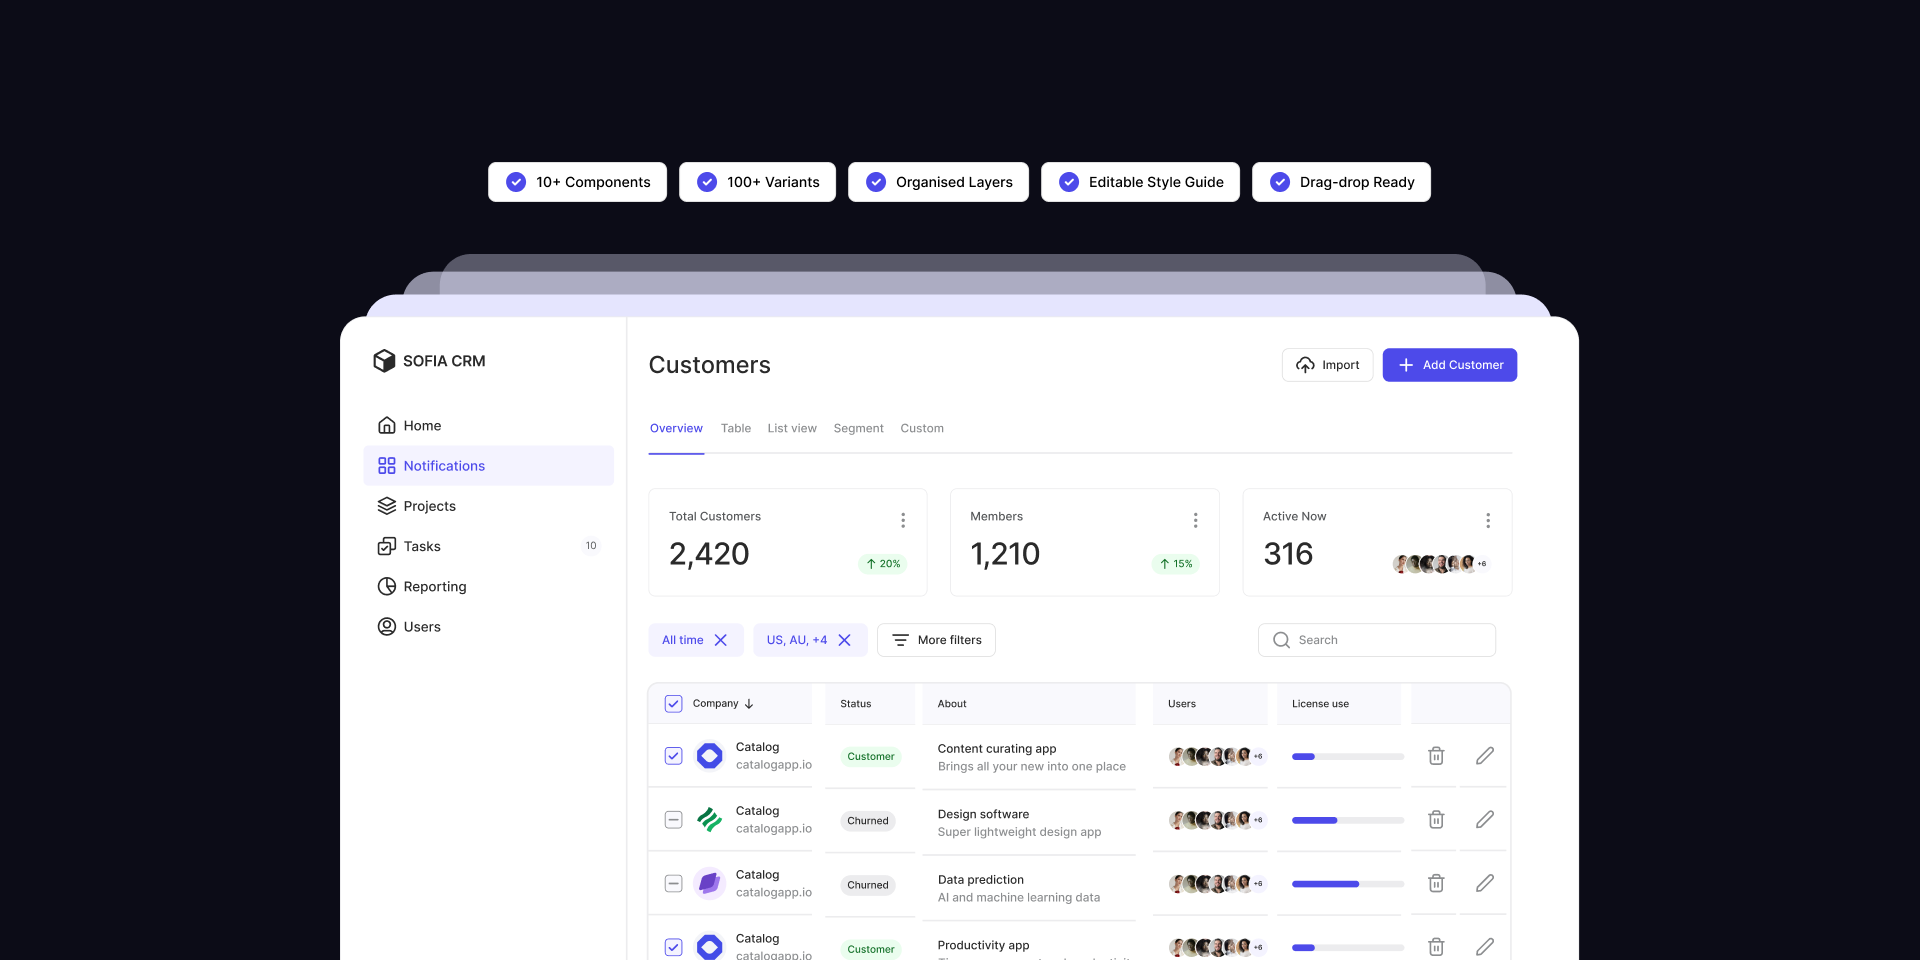 10+ Components
100+ Variants
Organised Layers
Editable Style Guide
Drag-drop Ready
SOFIA CRM
Home
Notifications
Projects
Tasks
10
Reporting
Users
Customers
Import
Add Customer
Overview
Table
List view
Segment
Custom
Total Customers
2,420
20%
Members
1,210
15%
Active Now
316
+6
All time
US, AU, +4
More filters
Search
Company
Status
About
Users
License use
Catalog
catalogapp.io
Customer
Content curating app
Brings all your new into one place
+6
Catalog
catalogapp.io
Churned
Design software
Super lightweight design app
+6
Catalog
catalogapp.io
Churned
Data prediction
AI and machine learning data
+6
Catalog
catalogapp.io
Customer
Productivity app
+6